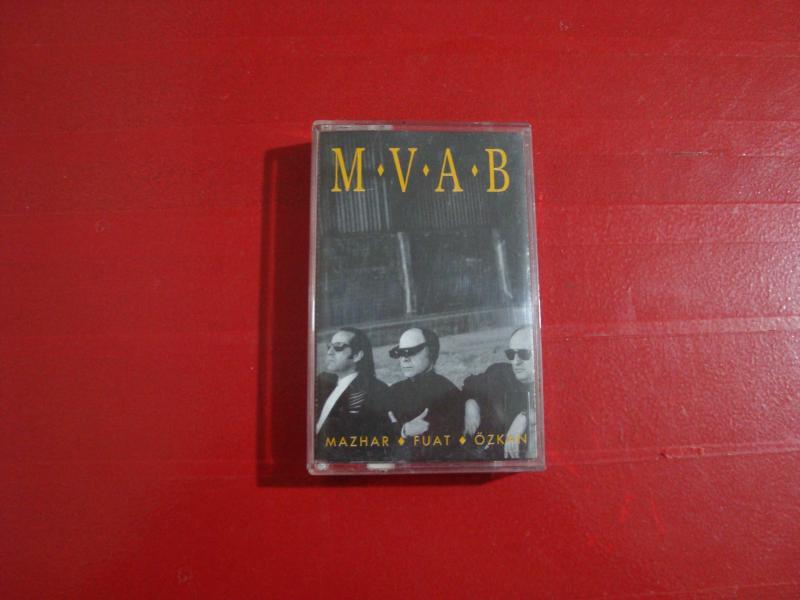 M♦V♦A♦B
MAZHAR ♦ FUAT ♦ ÖZKAN